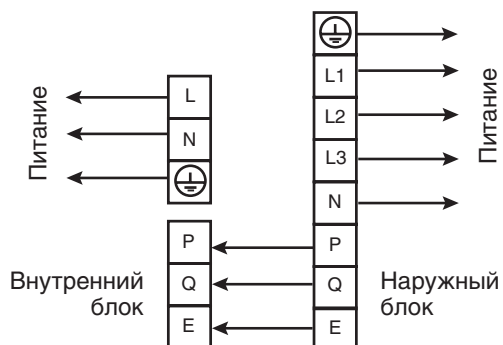 Питание
L
N
P
Q
E
Внутренний
блок
L1
L2
L3
N
P
Q
E
Питание
Наружный
блок